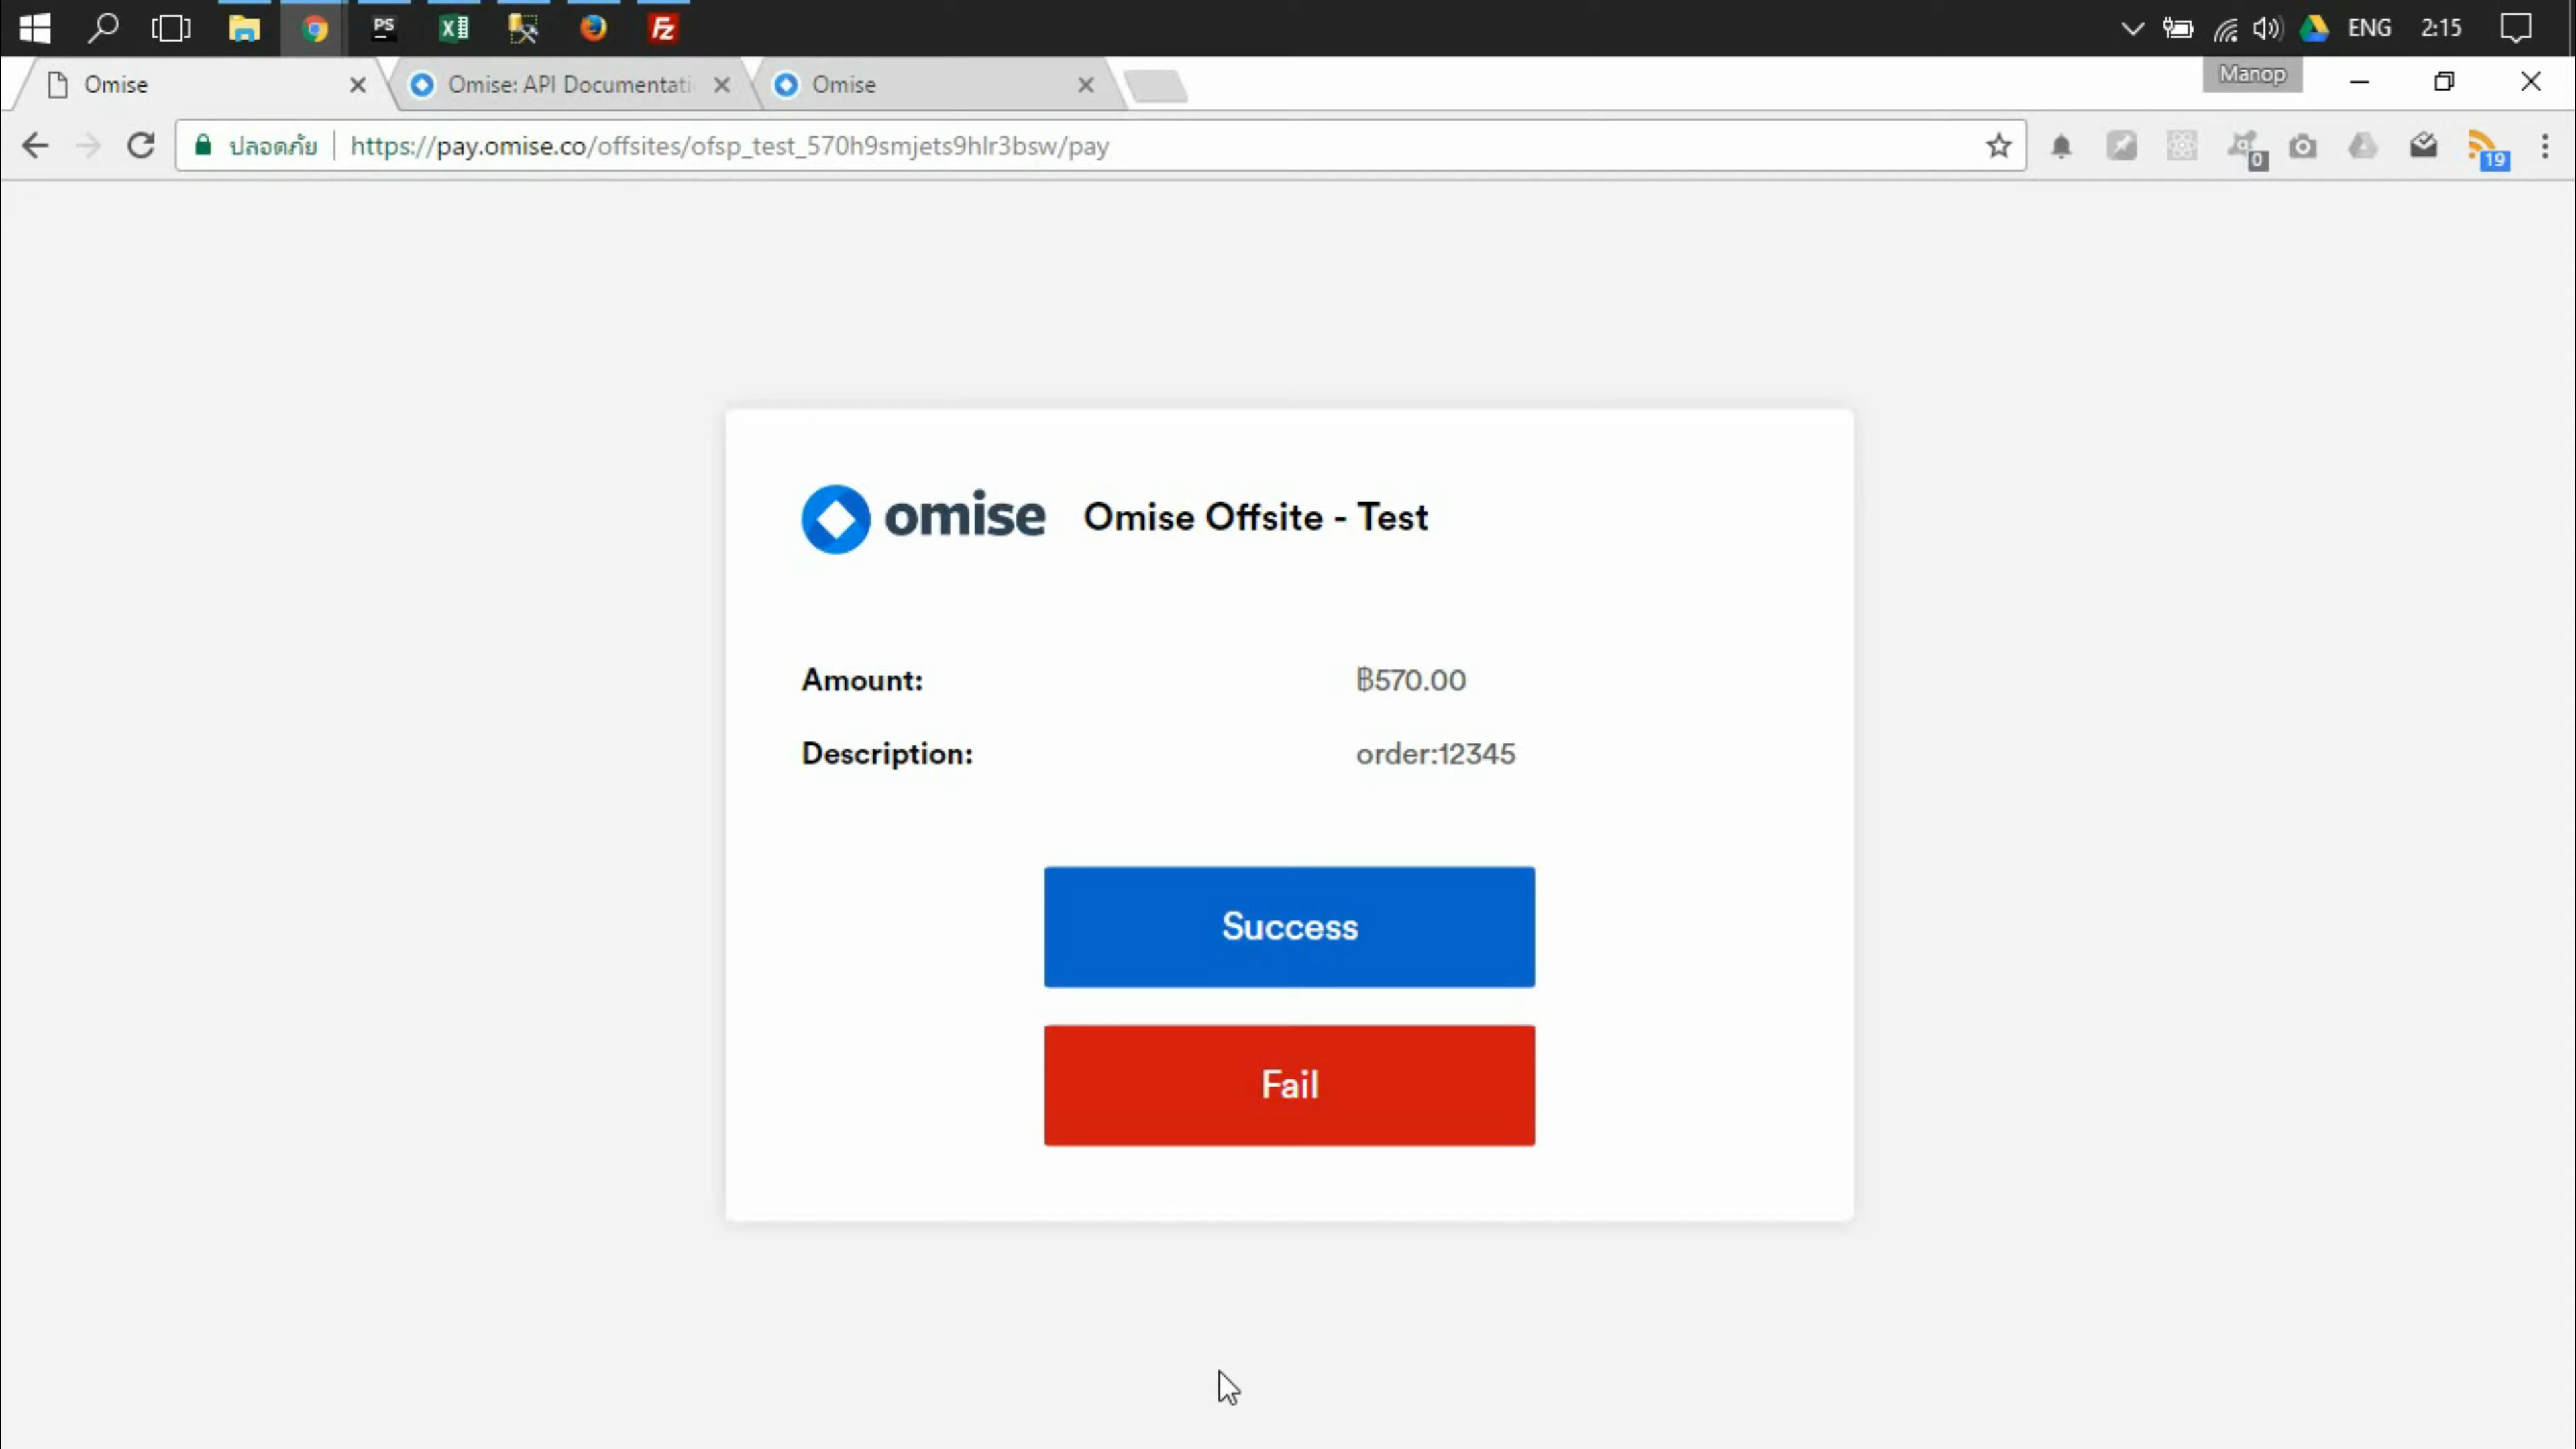 PS
ENG
2:15
Omise
Omise: API Documentati
Omise
Manop
ปลอดภัย
https://pay.omise.co/offsites/ofsp_test_570h9smjets9hlr3bsw/pay
0
19
omise
Omise Offsite - Test
Amount:
฿570.00
Description:
order:12345
Success
Fail